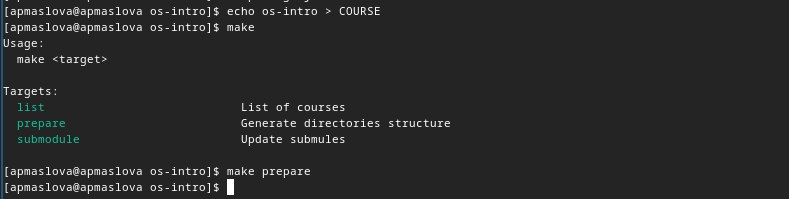 [apmaslova@apmaslova os-intro]$ echo os-intro > COURSE
[apmaslova@apmaslova os-intro]$ make
Usage:
  make <target>

Targets:
  list                            List of courses
  prepare                         Generate directories structure
  submodule                       Update submules

[apmaslova@apmaslova os-intro]$ make prepare
[apmaslova@apmaslova os-intro]$